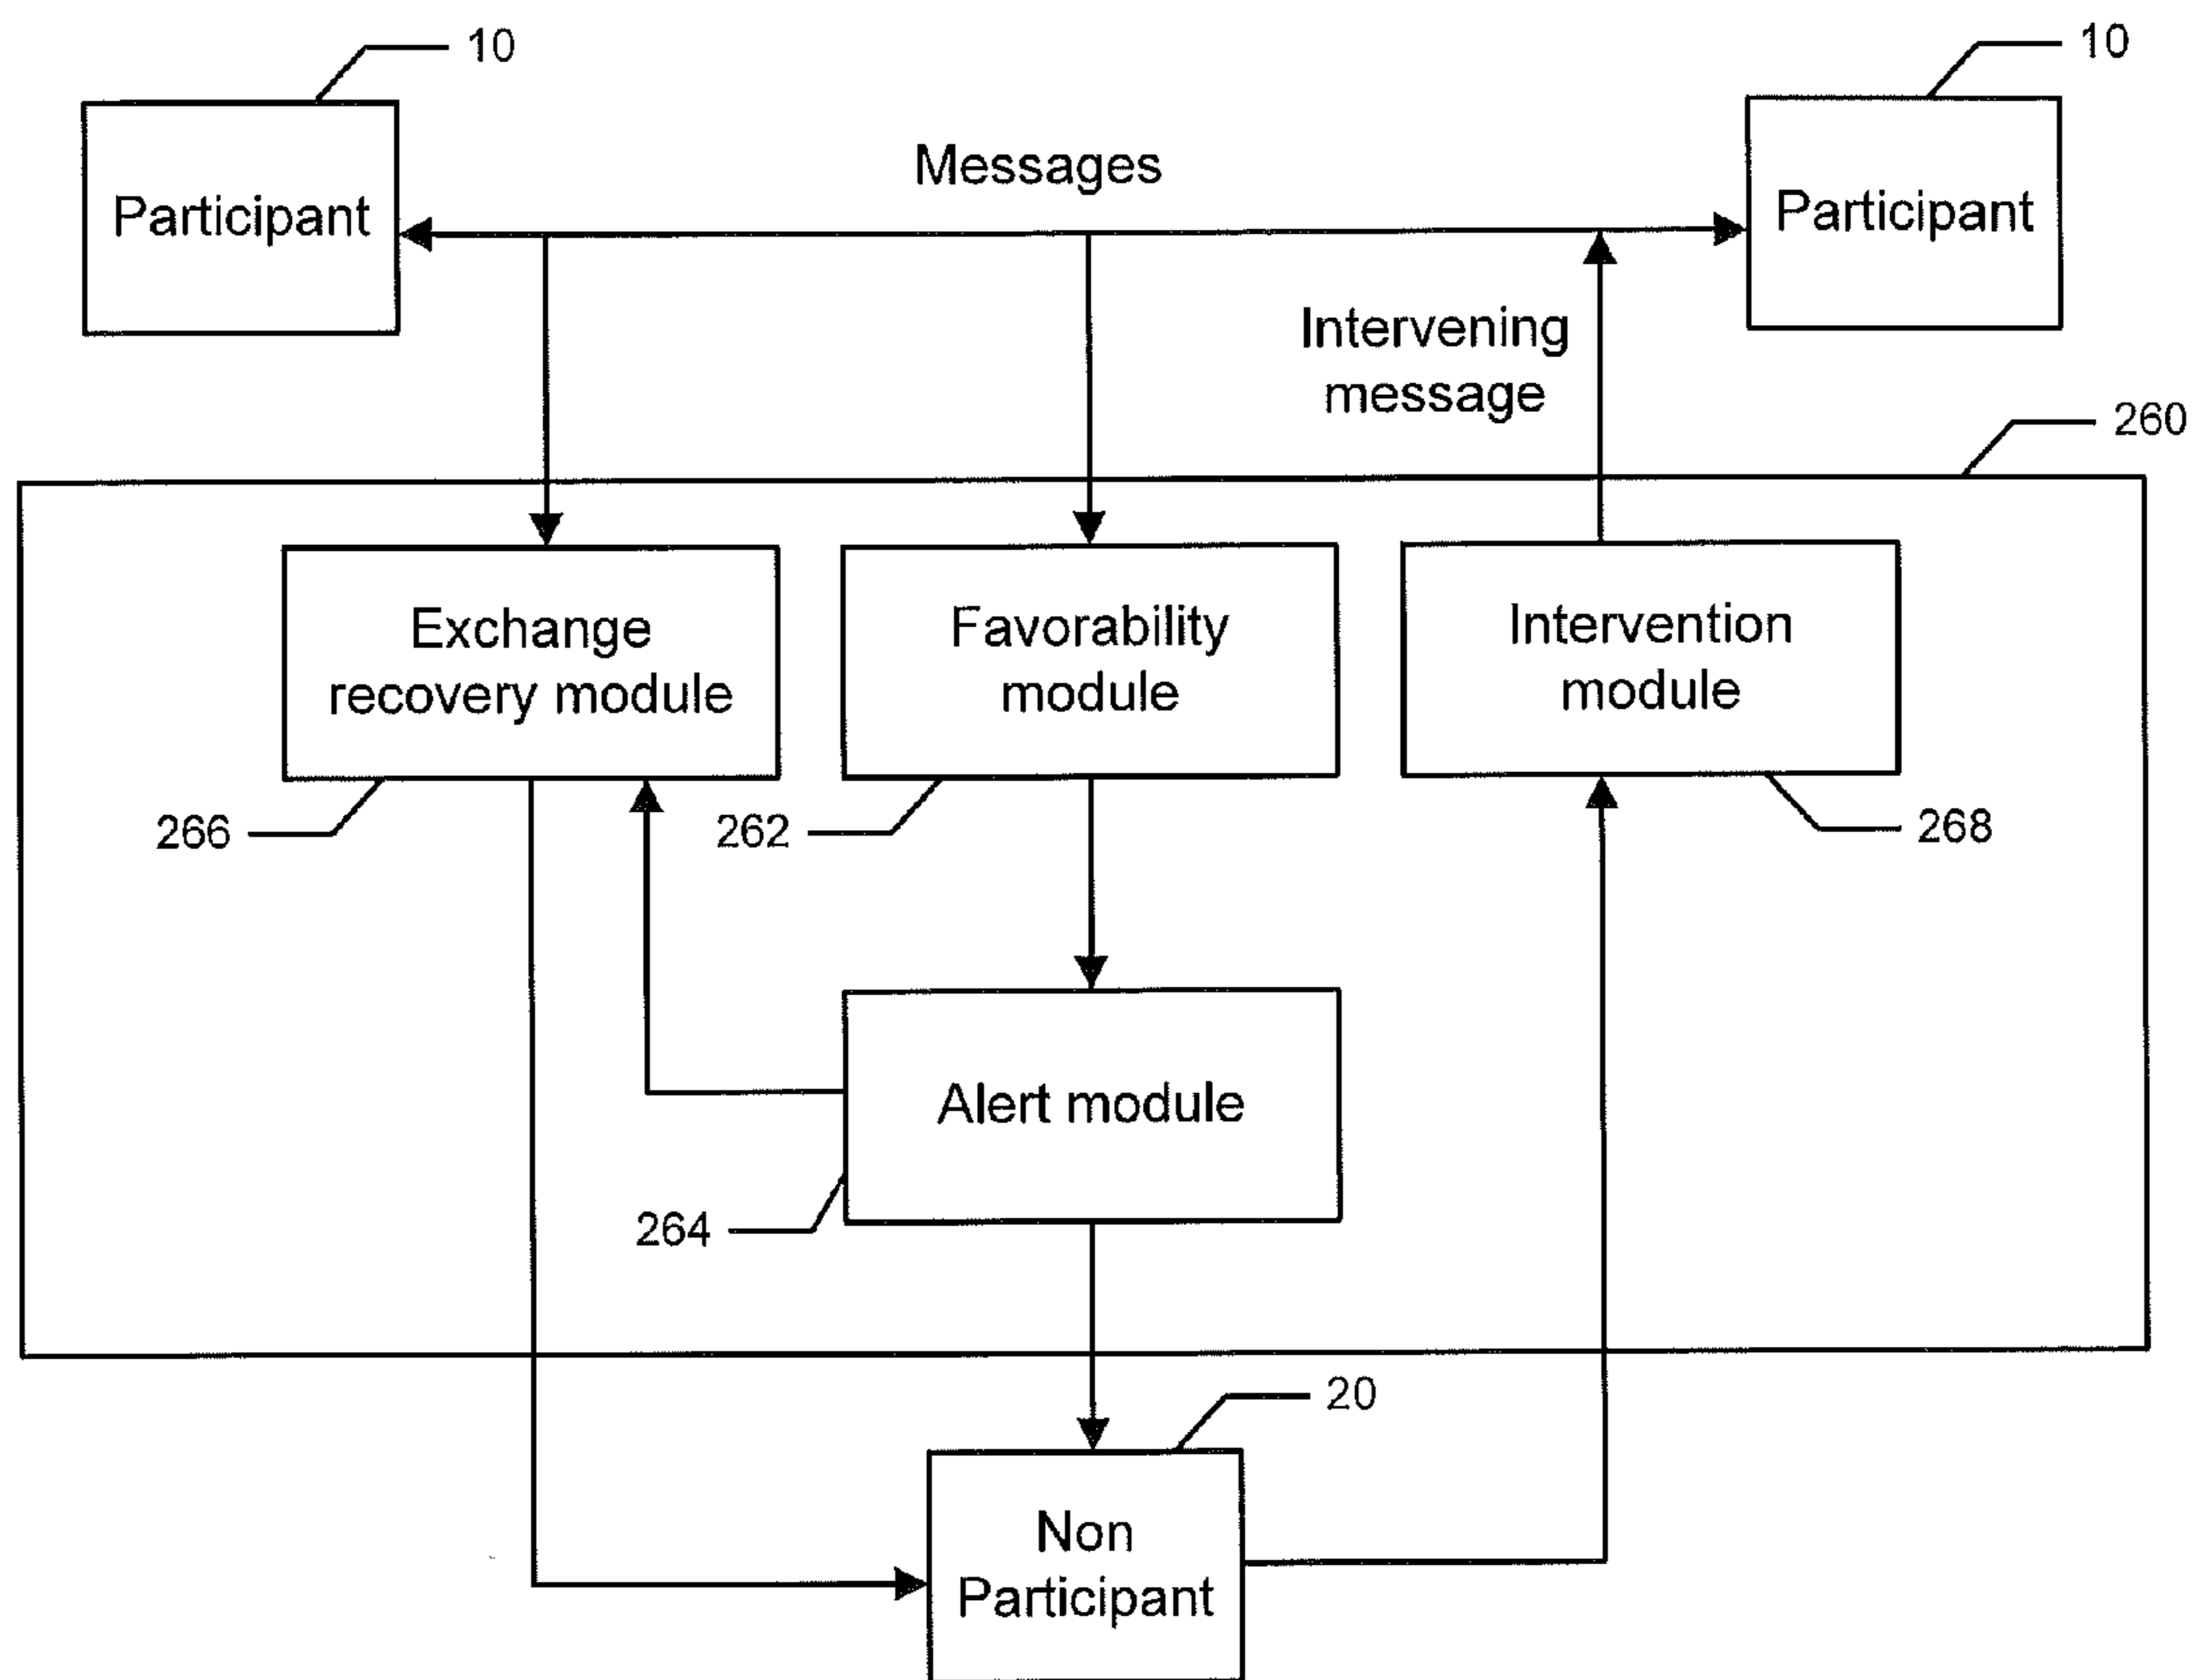 10
10
Messages
Participant
Participant
Intervening
message
260
Exchange
recovery module
Favorability
module
Intervention
module
266
262
268
Alert module
264
20
Non
Participant